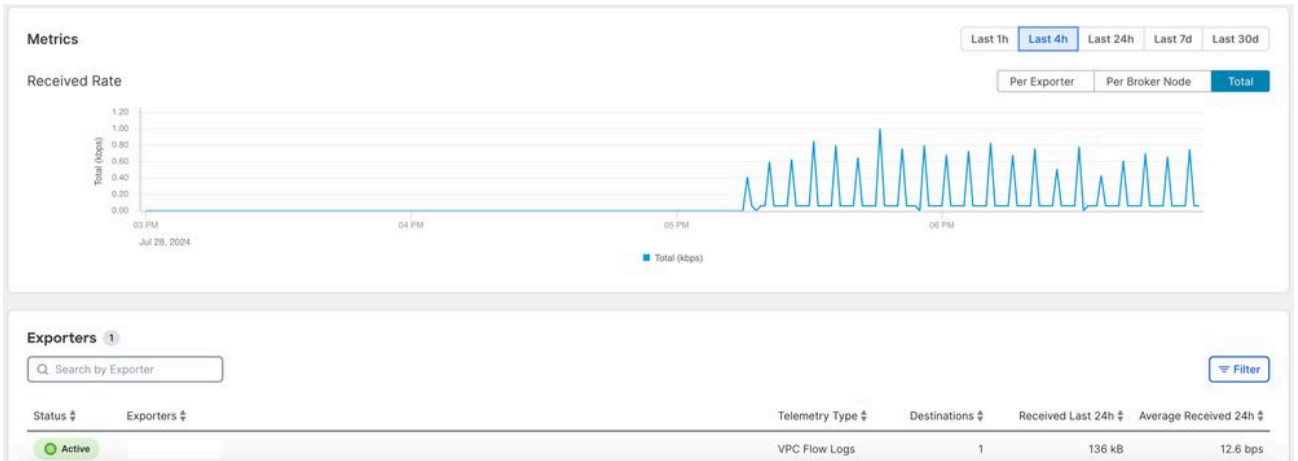 Metrics
Last 1h Last 4h Last 24h Last 7d Last 30d
Received Rate
Per Exporter Per Broker Node Total
1.20
1.00
0.80
0.60
0.40
0.20
0.00
Total (kbps)
03 PM 04 PM 05 PM 06 PM
Jul 28, 2024
Total (kbps)
Exporters 1
Search by Exporter
Filter
Status Exporters Telemetry Type Destinations Received Last 24h Average Received 24h
Active VPC Flow Logs 1 136 kB 12.6 bps